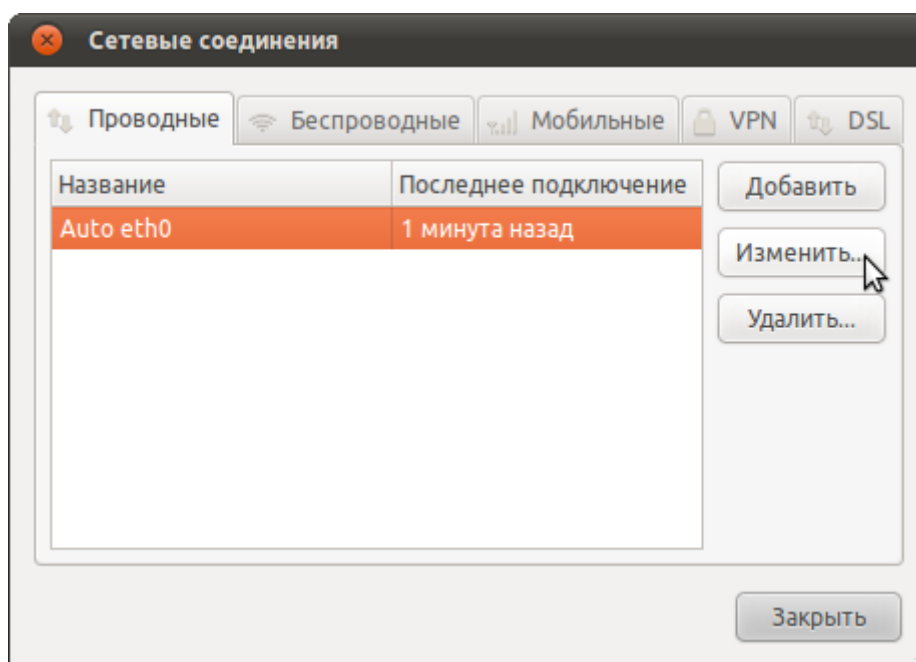 Сетевые соединения
Проводные Беспроводные Мобильные VPN DSL
Название Последнее подключение Добавить
Auto eth0 1 минута назад
Изменить...
Удалить...
Закрыть